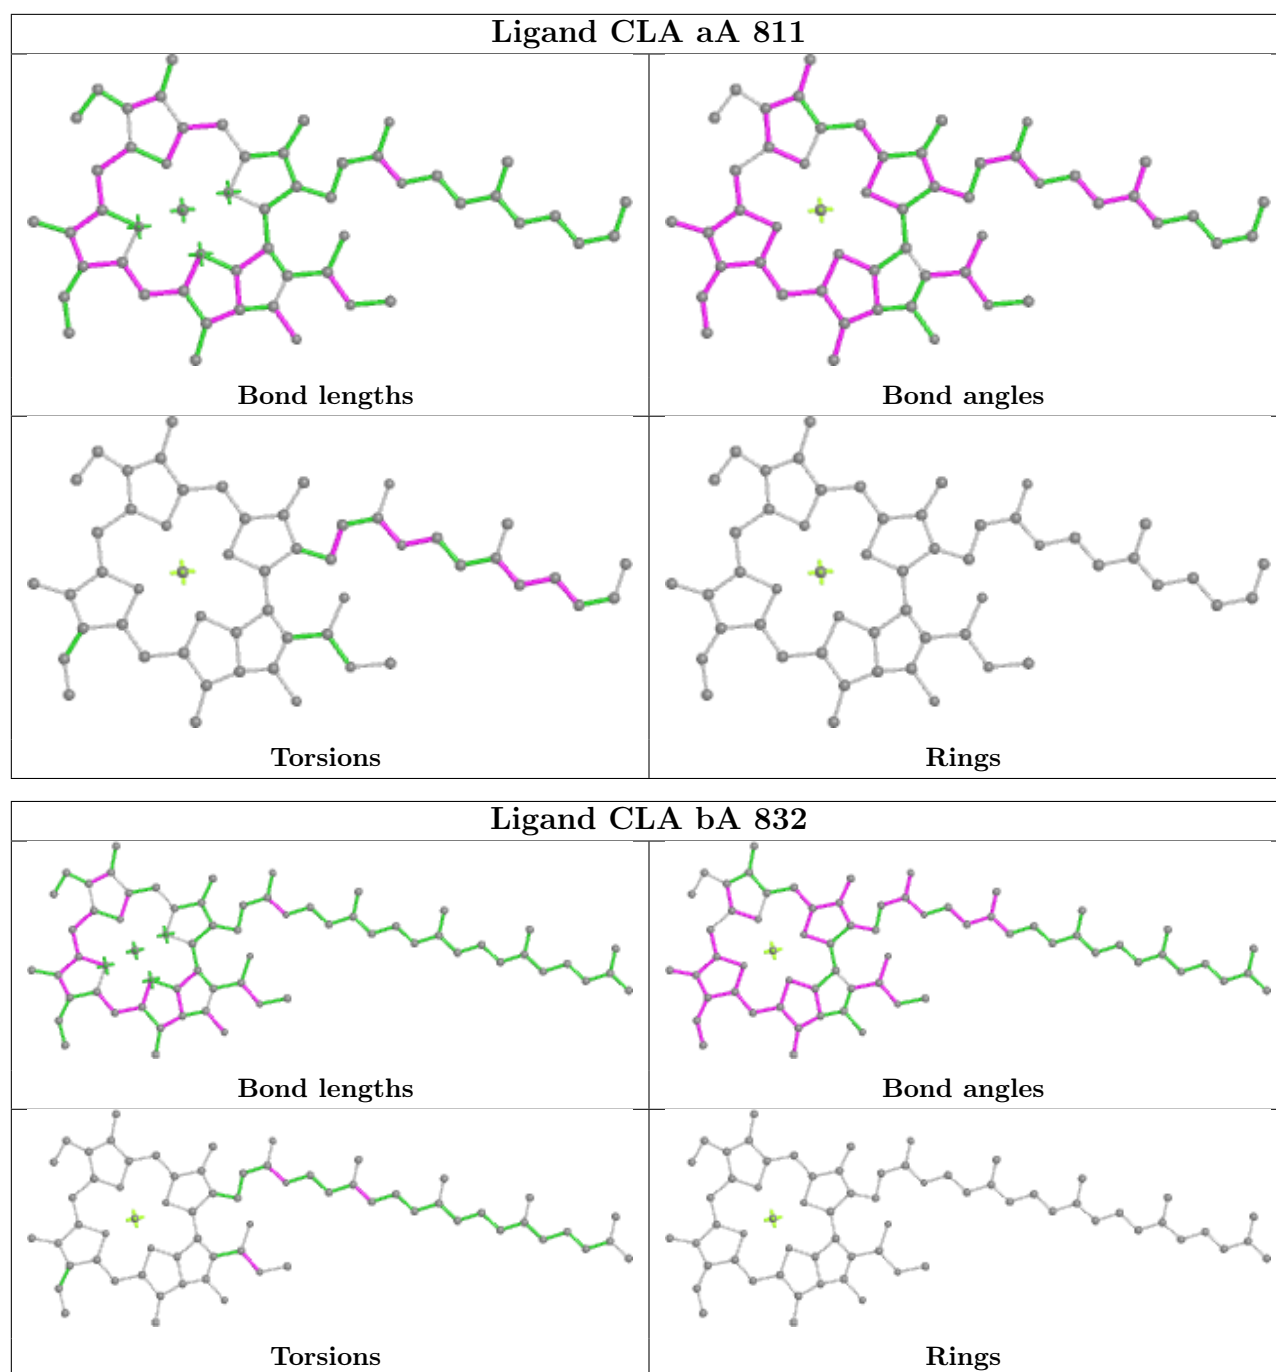 Ligand CLA aA 811
Bond lengths
Bond angles
Torsions
Rings
Ligand CLA bA 832
Bond lengths
Bond angles
Torsions
Rings